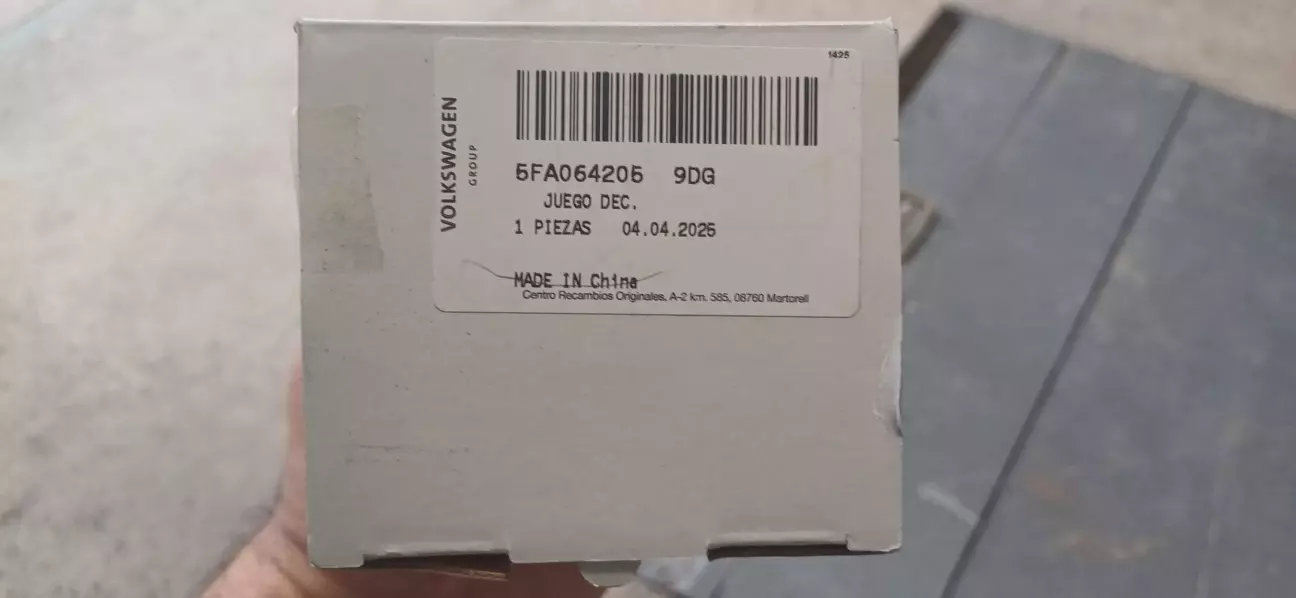 1425
VOLKSWAGEN
GROUP
5FA064205 9DG
JUEGO DEC.
1 PIEZAS 04.04.2025
MADE IN China
Centro Recambios Originales, A-2 km. 585, 08760 Martorell